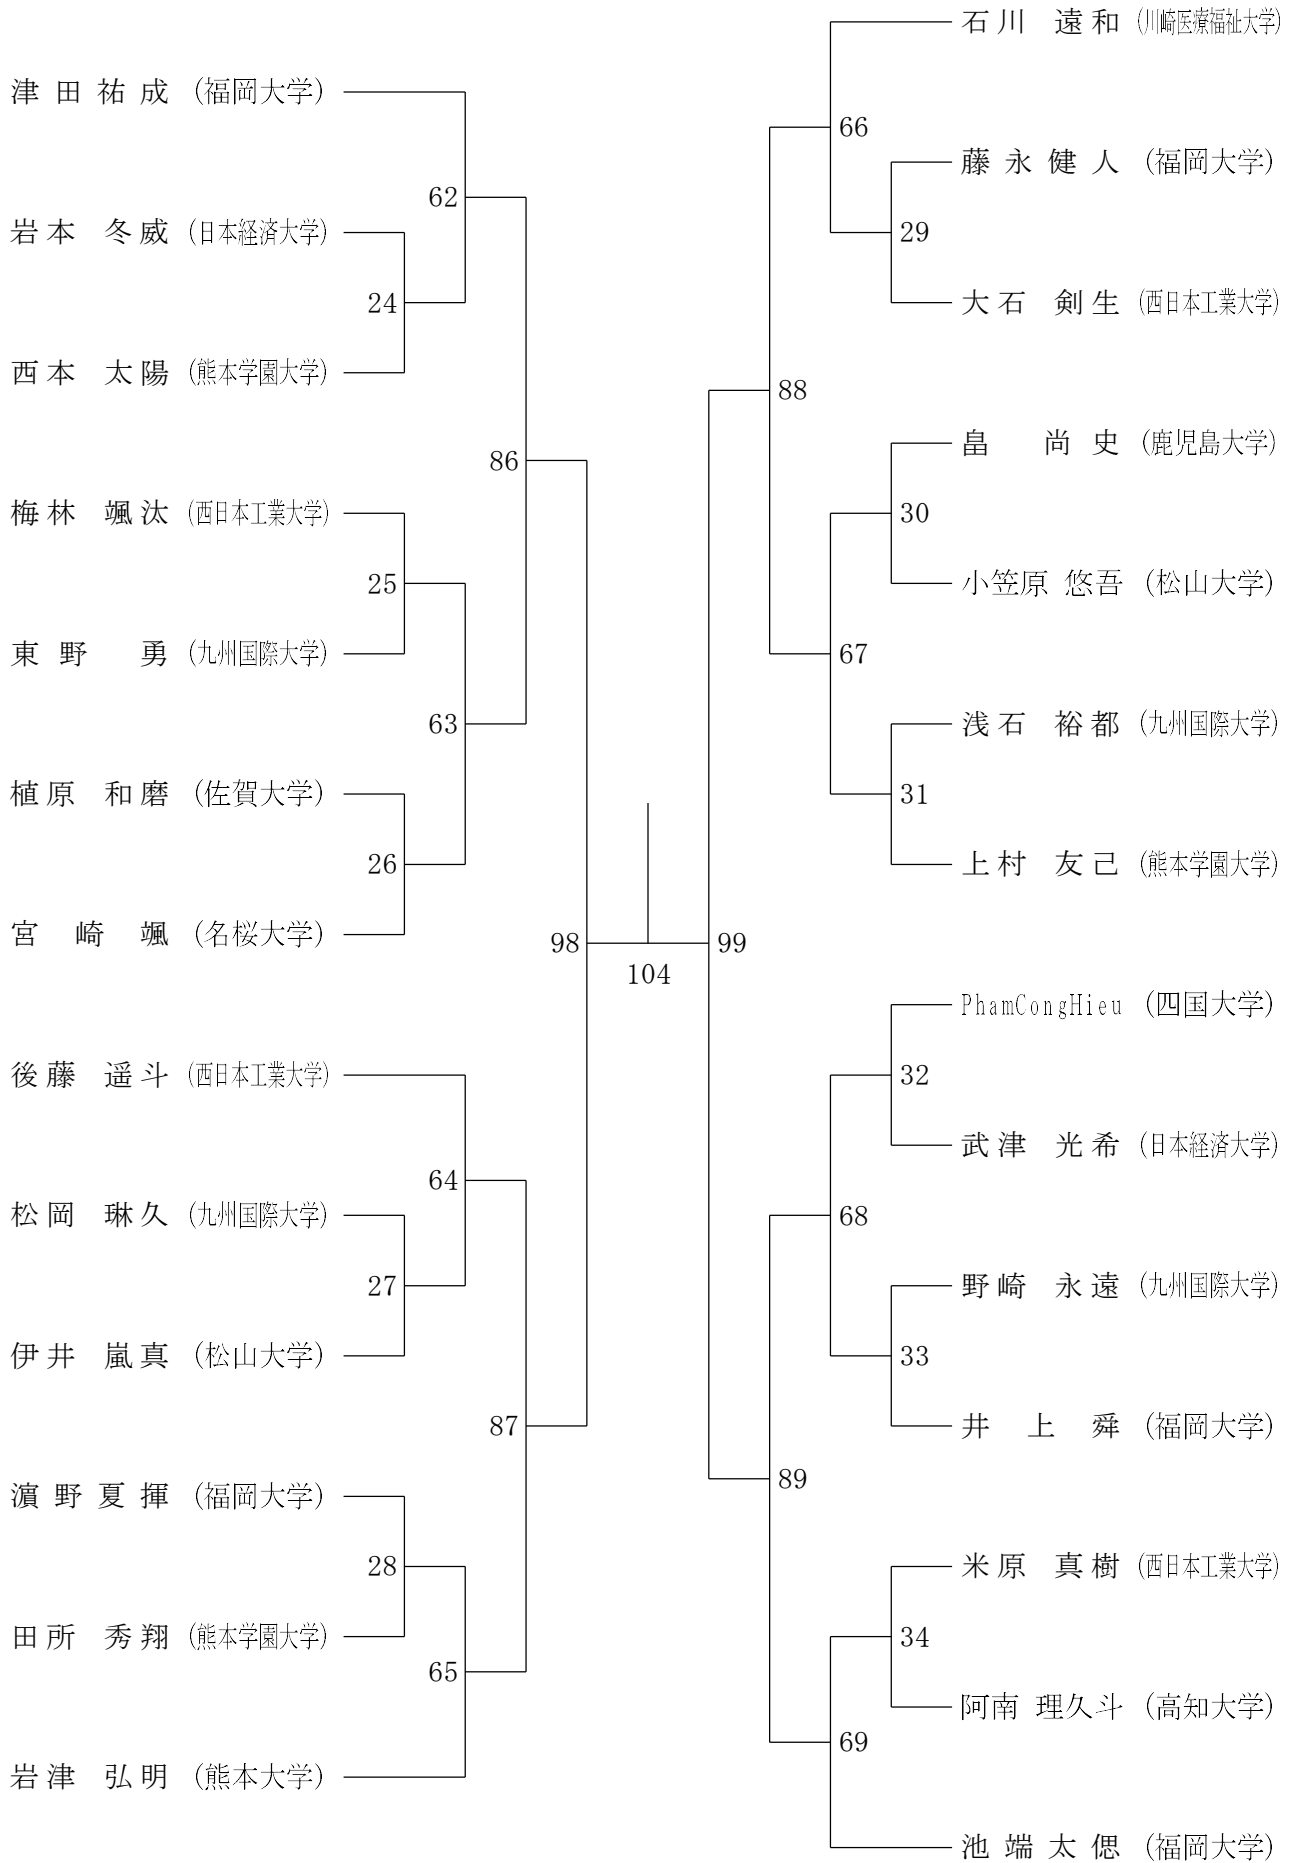 津田祐成 (福岡大学)
62
岩本 冬威 (日本経済大学)
24
西本 太陽 (熊本学園大学)
86
梅林 颯汰 (西日本工業大学)
25
東野 勇 (九州国際大学)
63
植原 和磨 (佐賀大学)
26
宮崎 颯 (名桜大学)
98
104
後藤 遥斗 (西日本工業大学)
64
松岡 琳久 (九州国際大学)
27
伊井 嵐真 (松山大学)
87
濵野夏揮 (福岡大学)
28
田所 秀翔 (熊本学園大学)
65
岩津 弘明 (熊本大学)
石川 遠和 (川崎医療福祉大学)
66
藤永健人 (福岡大学)
29
大石 剣生 (西日本工業大学)
88
畠 尚史 (鹿児島大学)
30
小笠原 悠吾 (松山大学)
67
浅石 裕都 (九州国際大学)
31
上村 友己 (熊本学園大学)
99
PhamCongHieu (四国大学)
32
武津 光希 (日本経済大学)
68
野崎 永遠 (九州国際大学)
33
井上舜 (福岡大学)
89
米原 真樹 (西日本工業大学)
34
阿南 理久斗 (高知大学)
69
池端太偲 (福岡大学)